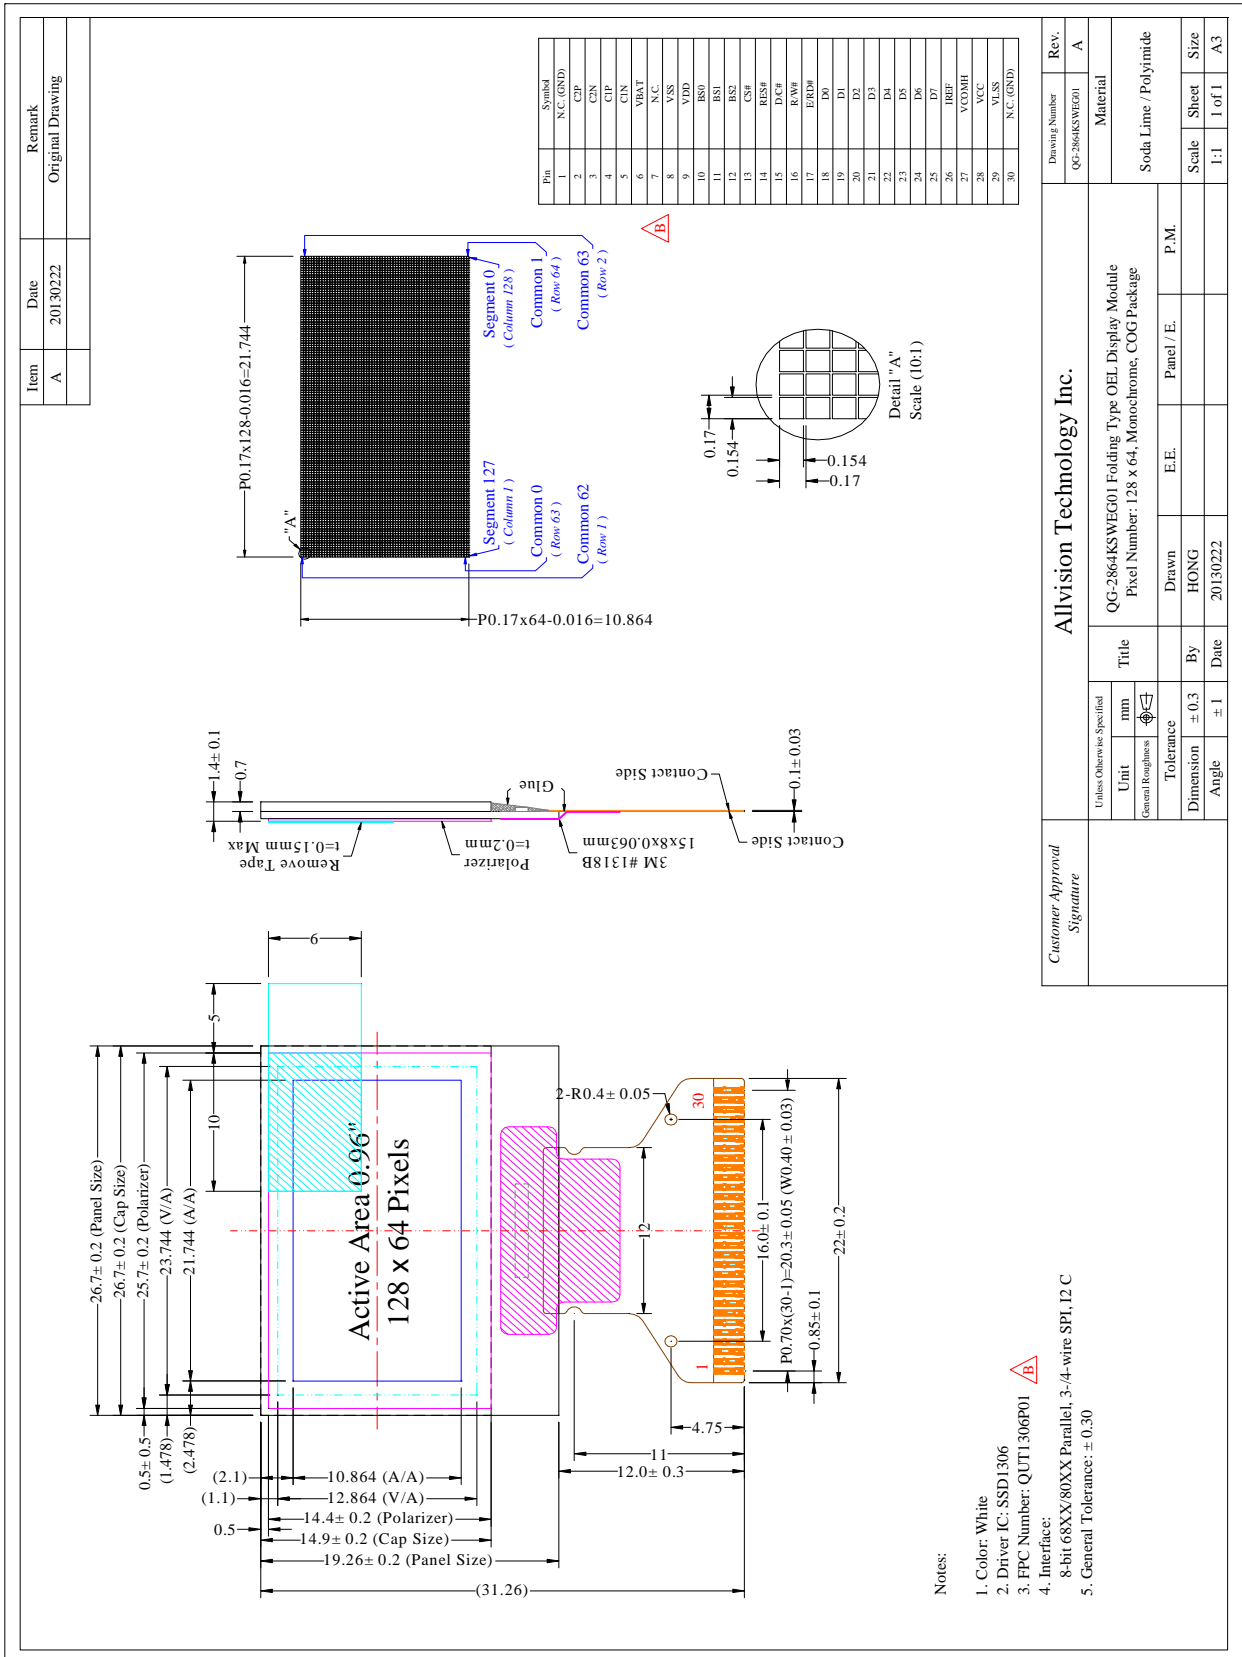 Item Date Remark
A 20130222 Original Drawing
26.7± 0.2 (Panel Size)
26.7± 0.2 (Cap Size)
25.7± 0.2 (Polarizer)
23.744 (V/A)
21.744 (A/A)
0.5± 0.5
(1.478)
(2.478)
10
5
6
(2.1)
10.864 (A/A)
(1.1)
12.864 (V/A)
0.5
14.4± 0.2 (Polarizer)
14.9± 0.2 (Cap Size)
19.26± 0.2 (Panel Size)
(31.26)
Active Area 0.96"
128 x 64 Pixels
2-R0.4± 0.05
1
30
12
16.0± 0.1
P0.70x(30-1)=20.3± 0.05 (W0.40 ± 0.03)
0.85± 0.1
22± 0.2
4.75
11
12.0± 0.3
1.4± 0.1
0.7
Remove Tape
t=0.15mm Max
Polarizer
t=0.2mm
3M #1318B
15x8x0.063mm
Glue
Contact Side
Contact Side
0.1± 0.03
P0.17x128-0.016=21.744
"A"
P0.17x64-0.016=10.864
Segment 127
( Column 1 )
Common 0
( Row 63 )
Common 62
( Row 1 )
Segment 0
( Column 128 )
Common 1
( Row 64 )
Common 63
( Row 2 )
0.17
0.154
0.154
0.17
Detail "A"
Scale (10:1)
B
Pin Symbol
1 N.C. (GND)
2 C2P
3 C2N
4 C1P
5 C1N
6 VBAT
7 N.C.
8 VSS
9 VDD
10 BS0
11 BS1
12 BS2
13 CS#
14 RES#
15 D/C#
16 R/W#
17 E/RD#
18 D0
19 D1
20 D2
21 D3
22 D4
23 D5
24 D6
25 D7
26 IREF
27 VCOMH
28 VCC
29 VLSS
30 N.C. (GND)
Notes:
1. Color: White
2. Driver IC: SSD1306
3. FPC Number: QUT1306P01
B
4. Interface:
8-bit 68XX/80XX Parallel, 3-/4-wire SPI, I2C
5. General Tolerance: ± 0.30
Customer Approval
Signature
Allvision Technology Inc.
Drawing Number Rev.
QG-2864KSWEG01 A
Unless Otherwise Specified
Unit mm
General Roughness
Tolerance
Dimension ± 0.3
Angle ± 1
Title
QG-2864KSWEG01 Folding Type OEL Display Module
Pixel Number: 128 x 64, Monochrome, COG Package
Material
Soda Lime / Polyimide
By Drawn E.E. Panel / E. P.M.
HONG
Date 20130222
Scale Sheet Size
1:1 1 of 1 A3